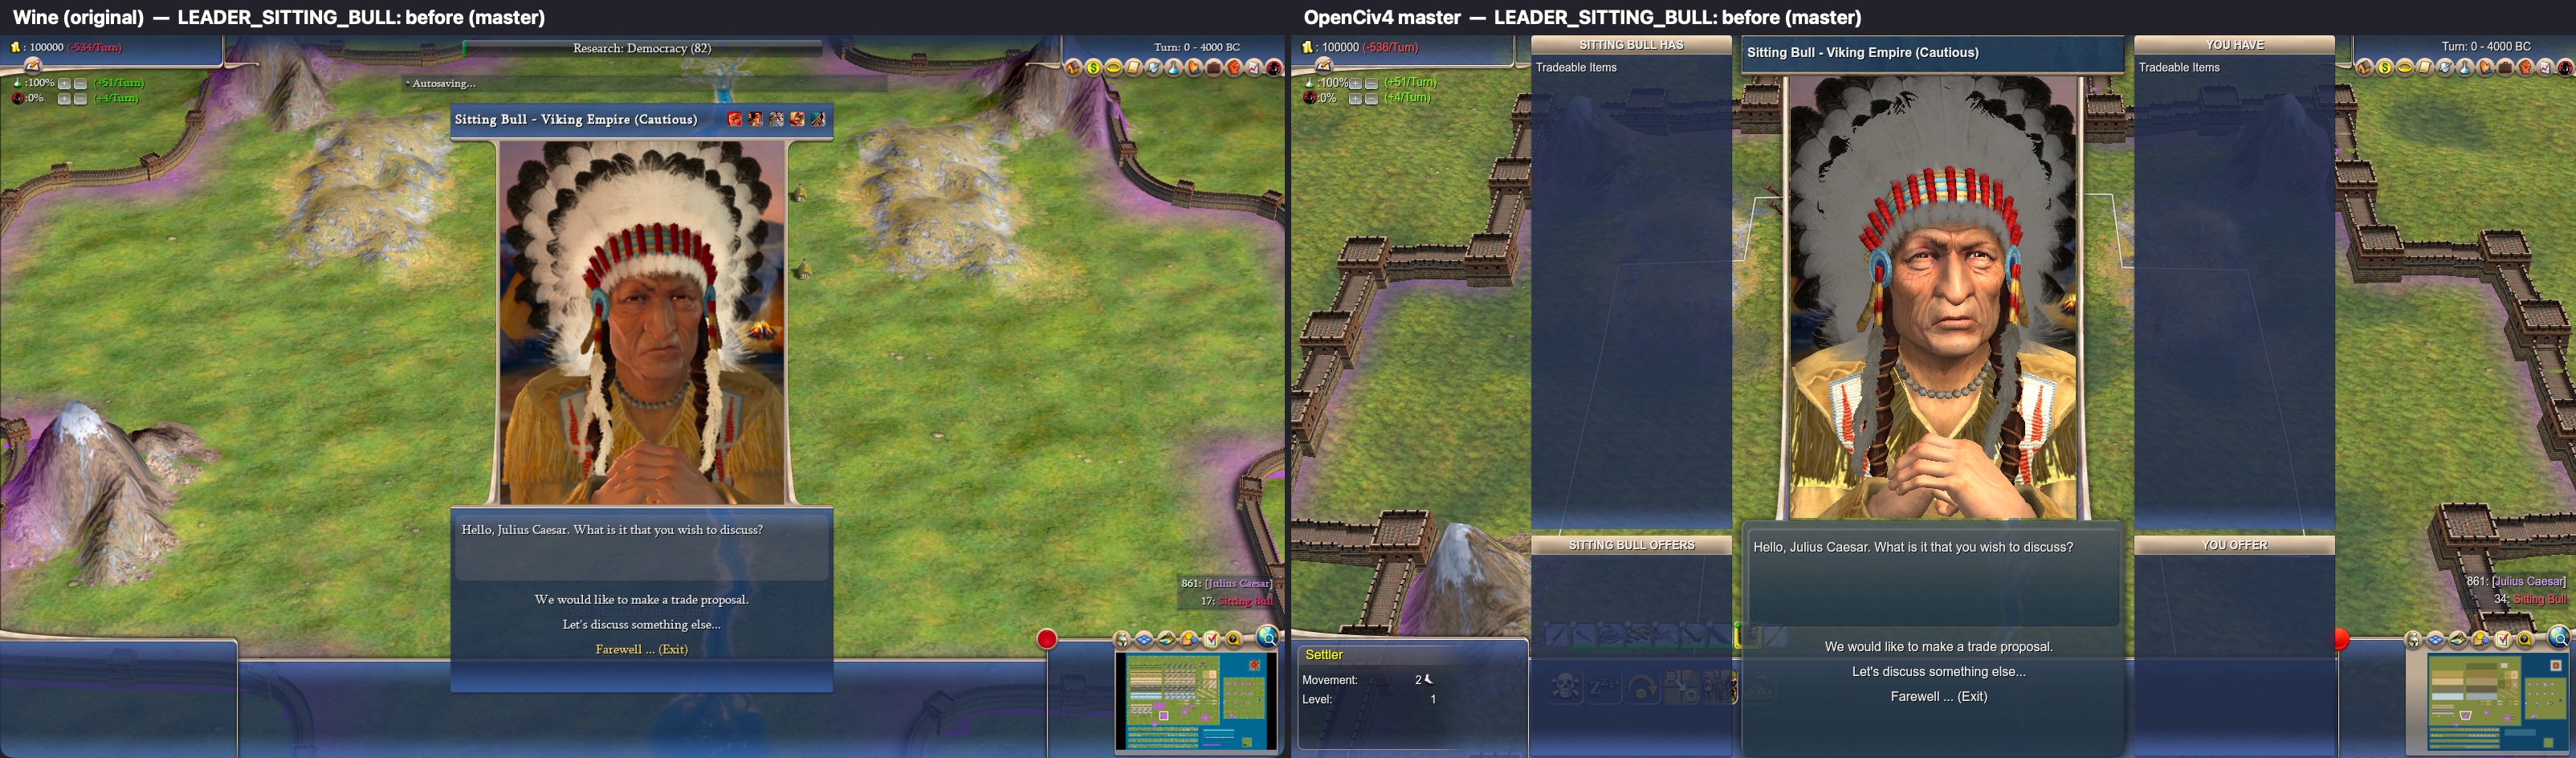 Wine (original) — LEADER_SITTING_BULL: before (master)
: 100000 (-534/Turn)
Research: Democracy (82)
Turn: 0 - 4000 BC
:100% (+51/Turn)
:0% (+4/Turn)
* Autosaving...
Sitting Bull - Viking Empire (Cautious)
Hello, Julius Caesar. What is it that you wish to discuss?
We would like to make a trade proposal.
Let's discuss something else...
Farewell ... (Exit)
861: [Julius Caesar]
17: Sitting Bull
OpenCiv4 master — LEADER_SITTING_BULL: before (master)
: 100000 (-536/Turn)
:100% (+51/Turn)
:0% (+4/Turn)
SITTING BULL HAS
Tradeable Items
Sitting Bull - Viking Empire (Cautious)
YOU HAVE
Tradeable Items
Turn: 0 - 4000 BC
SITTING BULL OFFERS
Hello, Julius Caesar. What is it that you wish to discuss?
YOU OFFER
861: [Julius Caesar]
34: Sitting Bull
We would like to make a trade proposal.
Let's discuss something else...
Farewell ... (Exit)
Settler
Movement: 2
Level: 1